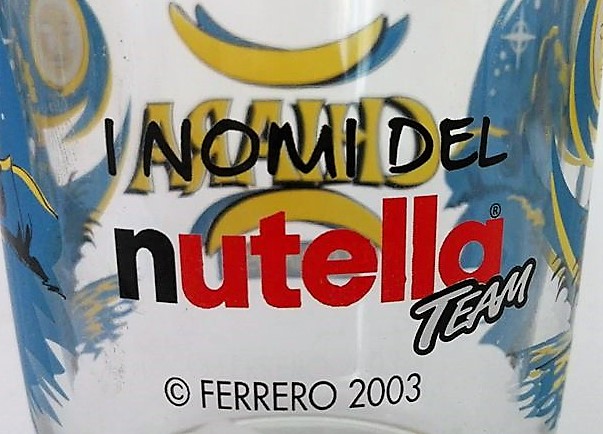 I NOMI DEL
nutella®
TEAM
© FERRERO 2003